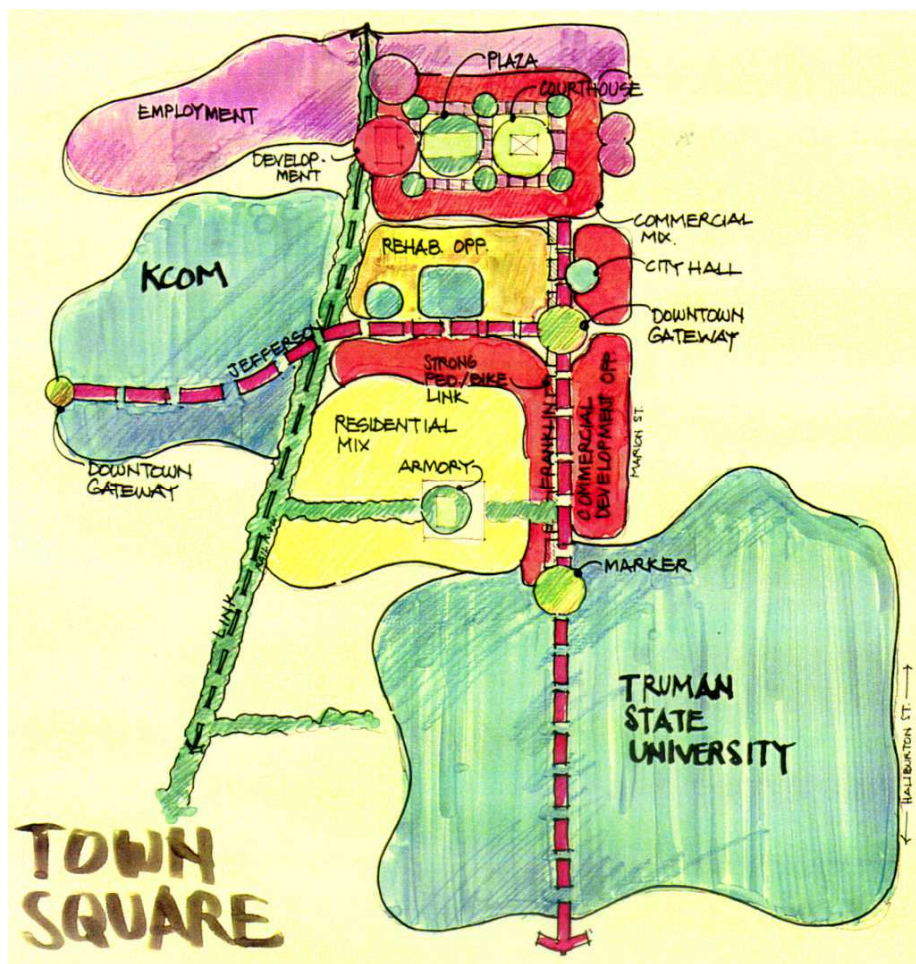 PLAZA
COURTHOUSE
EMPLOYMENT
DEVELOP-
MENT
COMMERCIAL
MIX.
REHAB. OPP.
CITY HALL
KCOM
DOWNTOWN
GATEWAY
JEFFERSON
STRONG
PED./BIKE
LINK
FRANKLIN
COMMERCIAL
DEVELOPMENT OPP.
MARION ST.
RESIDENTIAL
MIX
ARMORY
DOWNTOWN
GATEWAY
MARKER
LINK
TRUMAN
STATE
UNIVERSITY
HALIBURTON ST.
TOWN
SQUARE